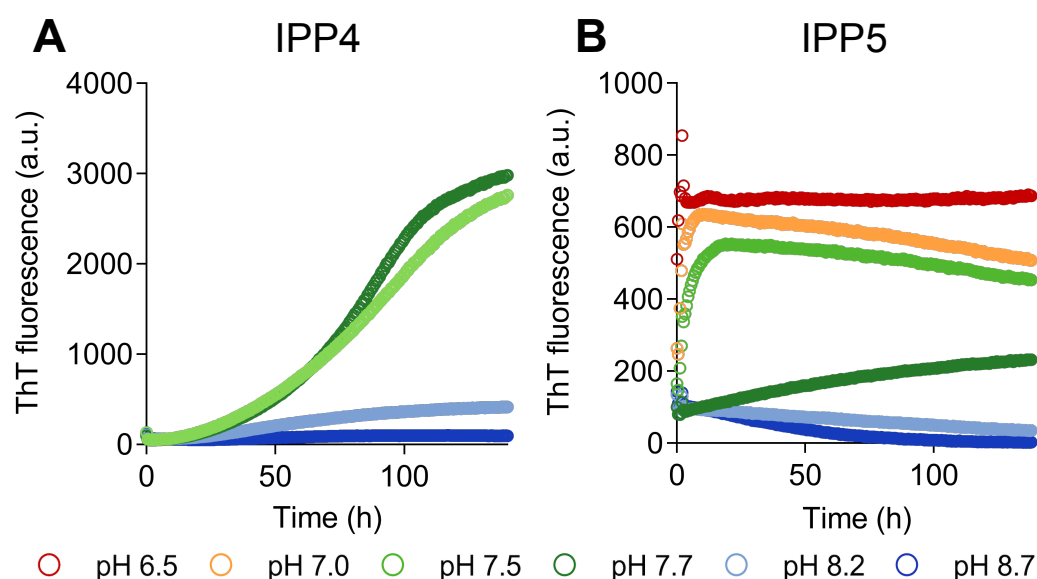 A IPP4
B IPP5
ThT fluorescence (a.u.)
4000
3000
2000
1000
0
0 50 100
Time (h)
ThT fluorescence (a.u.)
1000
800
600
400
200
0
0 50 100
Time (h)
pH 6.5 pH 7.0 pH 7.5 pH 7.7 pH 8.2 pH 8.7